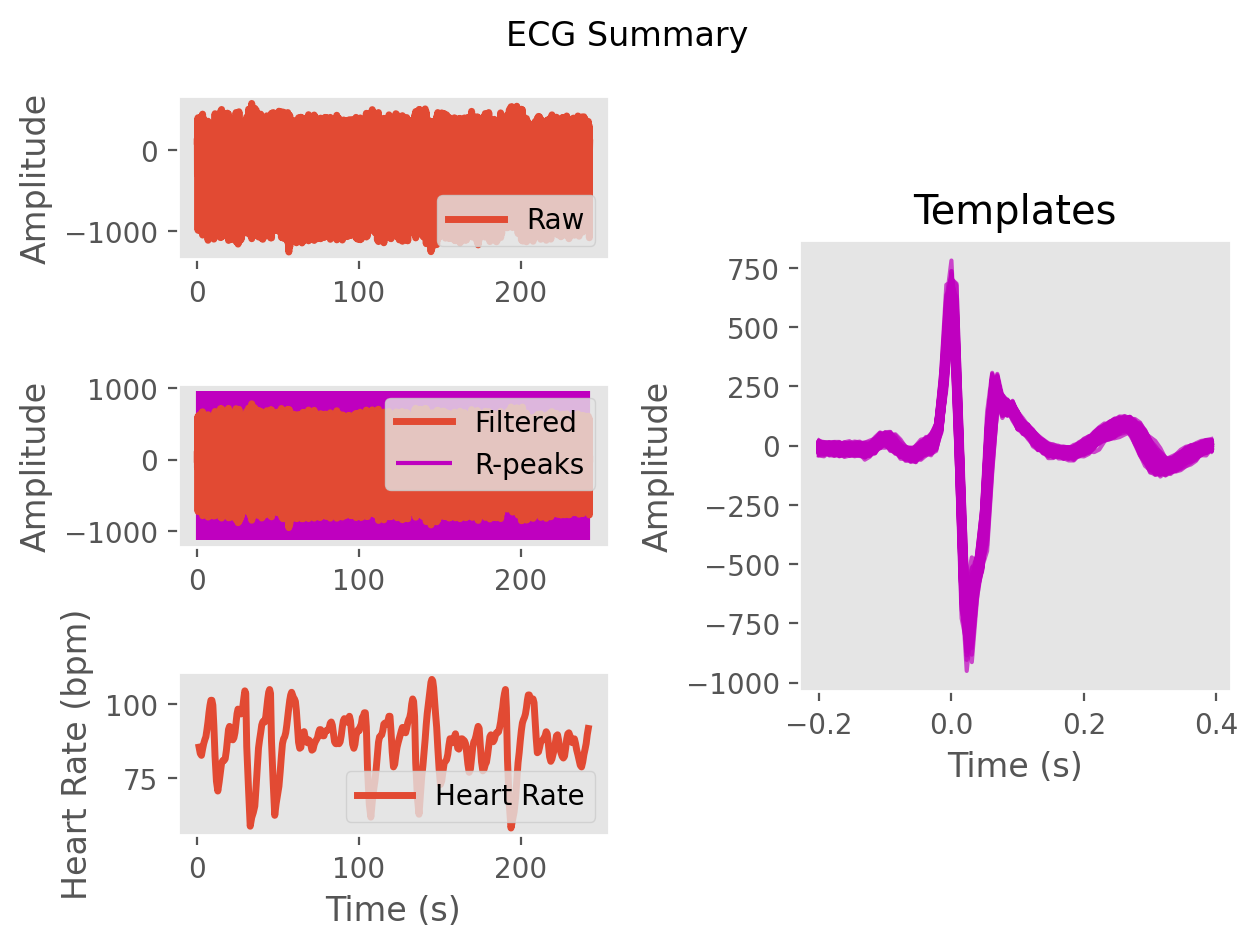 ECG Summary
Amplitude
0
−1000
Raw
0 100 200
Amplitude
1000
0
−1000
Filtered
R-peaks
0 100 200
Heart Rate (bpm)
100
75
Heart Rate
0 100 200
Time (s)
Templates
Amplitude
750
500
250
0
−250
−500
−750
−1000
−0.2 0.0 0.2 0.4
Time (s)